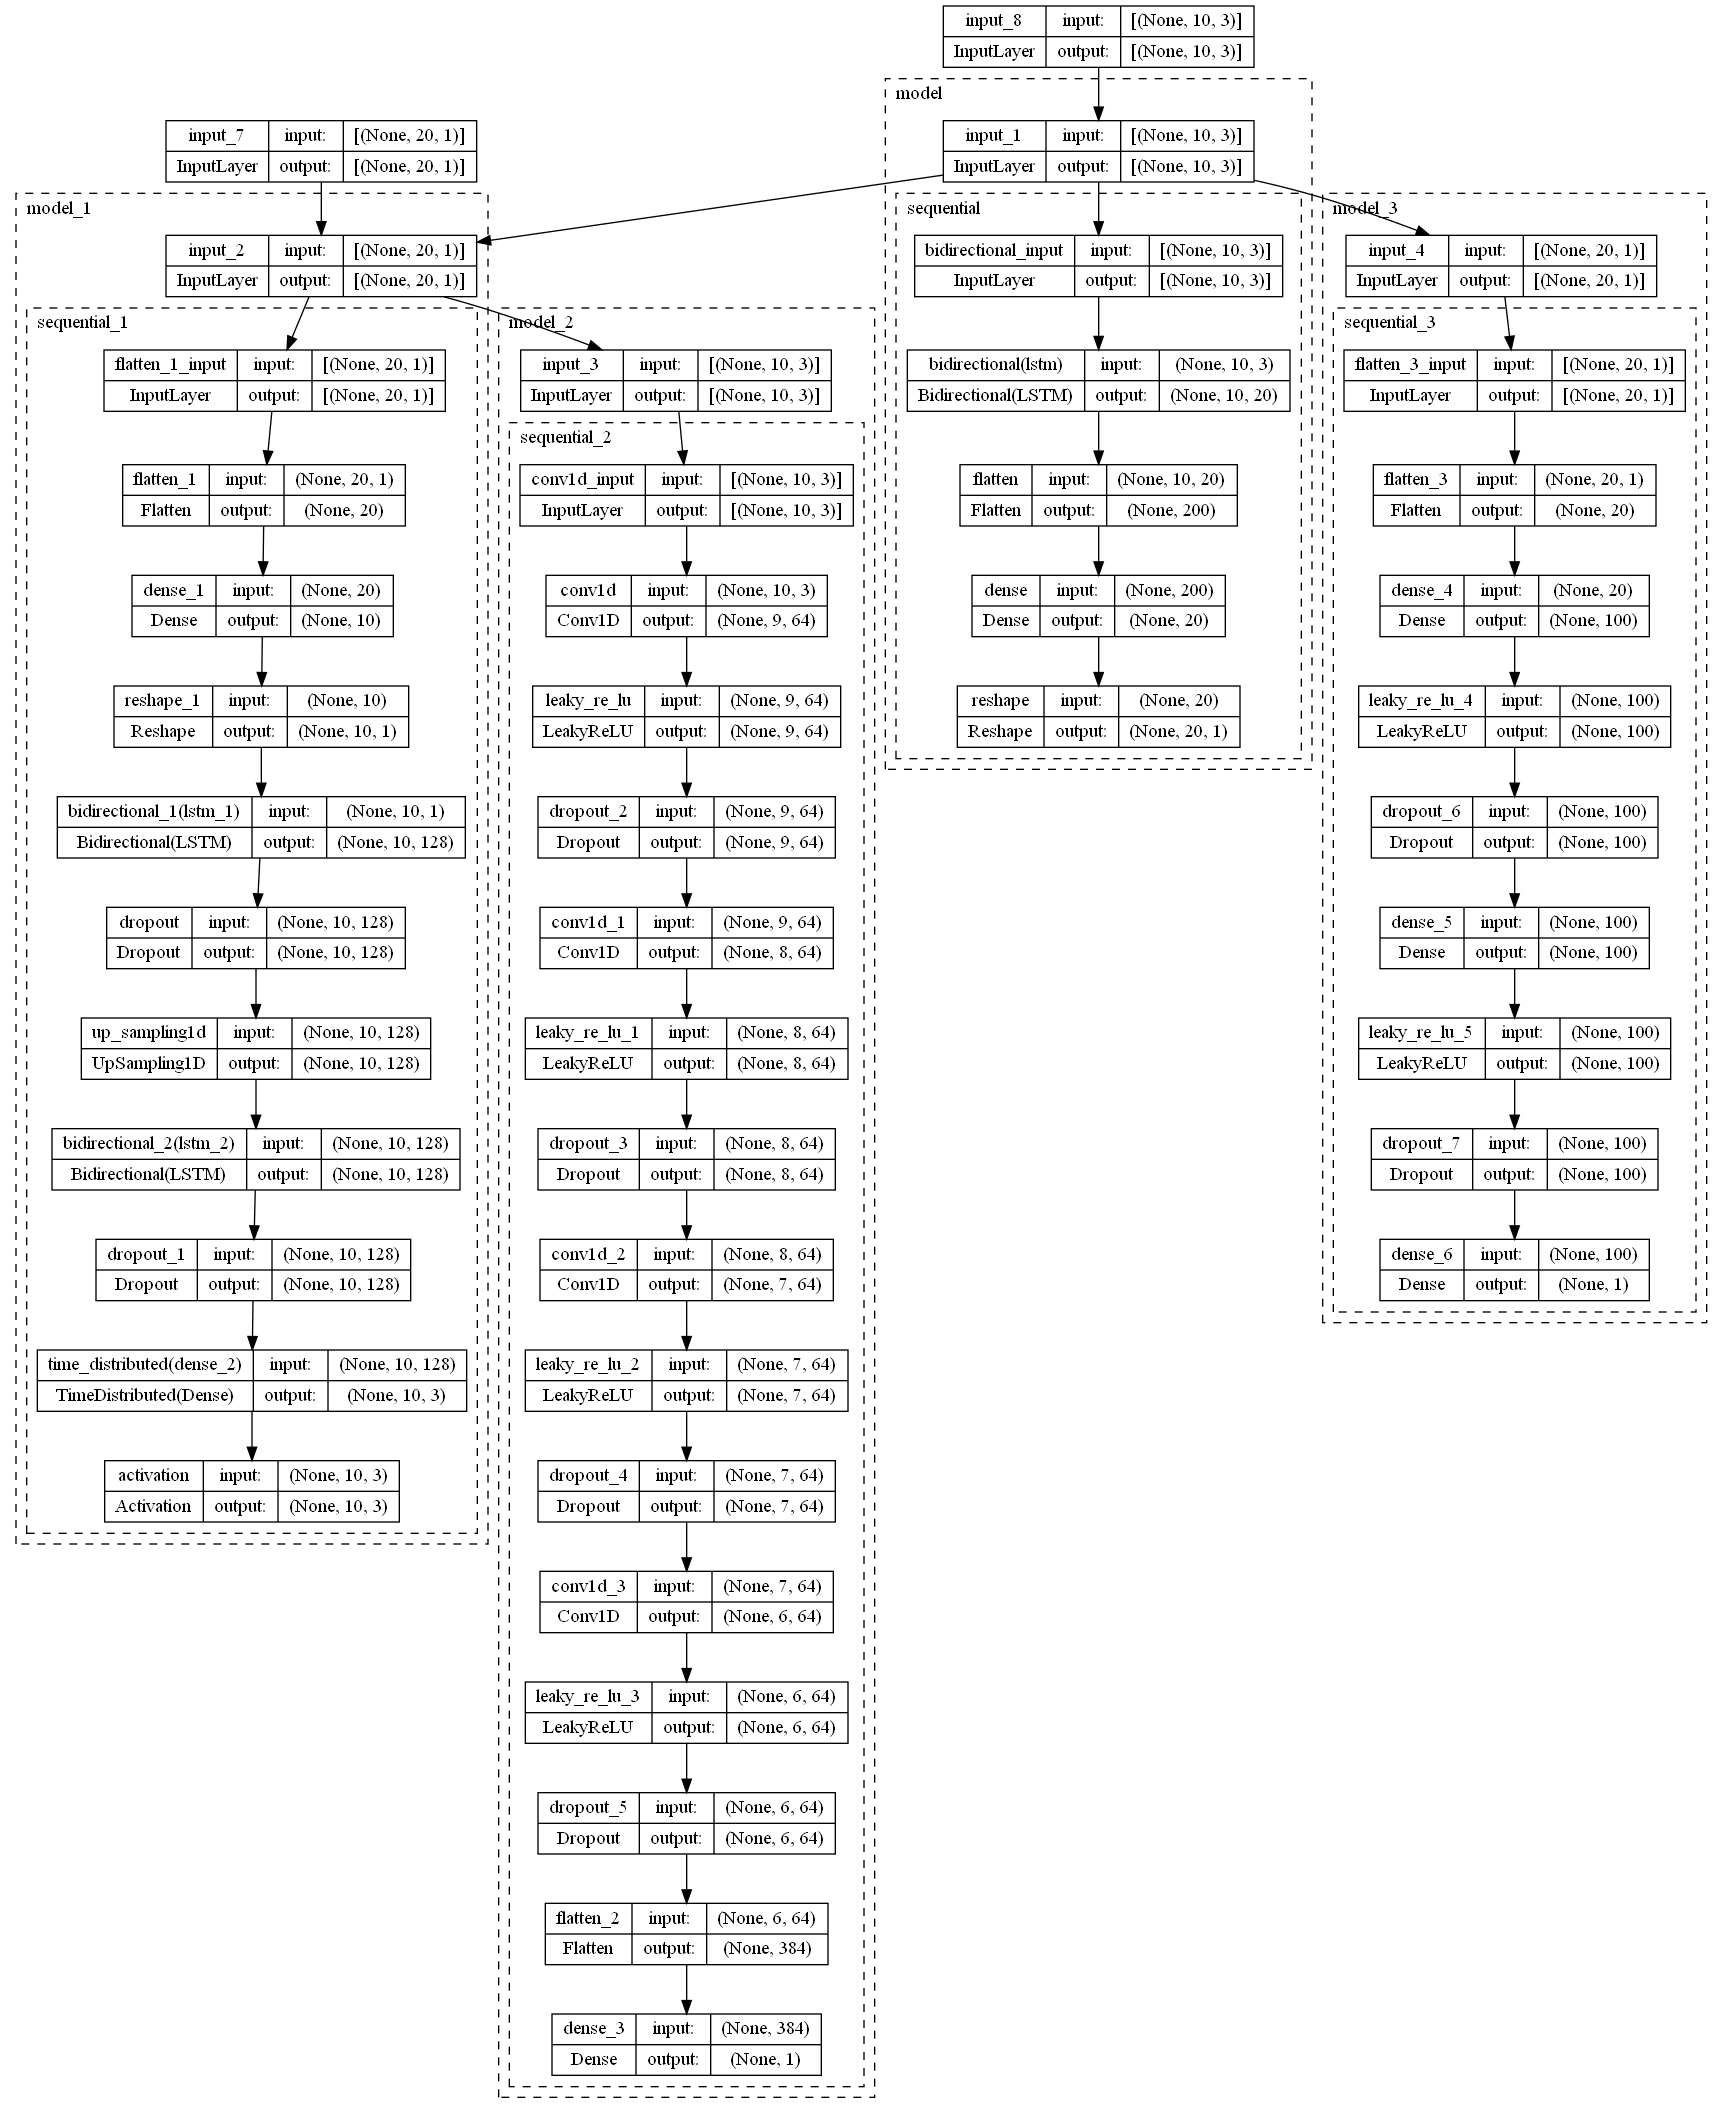 input_8 input: [(None, 10, 3)]
InputLayer output: [(None, 10, 3)]
model
input_1 input: [(None, 10, 3)]
InputLayer output: [(None, 10, 3)]
input_7 input: [(None, 20, 1)]
InputLayer output: [(None, 20, 1)]
model_1
input_2 input: [(None, 20, 1)]
InputLayer output: [(None, 20, 1)]
sequential_1
flatten_1_input input: [(None, 20, 1)]
InputLayer output: [(None, 20, 1)]
flatten_1 input: (None, 20, 1)
Flatten output: (None, 20)
dense_1 input: (None, 20)
Dense output: (None, 10)
reshape_1 input: (None, 10)
Reshape output: (None, 10, 1)
bidirectional_1(lstm_1) input: (None, 10, 1)
Bidirectional(LSTM) output: (None, 10, 128)
dropout input: (None, 10, 128)
Dropout output: (None, 10, 128)
up_sampling1d input: (None, 10, 128)
UpSampling1D output: (None, 10, 128)
bidirectional_2(lstm_2) input: (None, 10, 128)
Bidirectional(LSTM) output: (None, 10, 128)
dropout_1 input: (None, 10, 128)
Dropout output: (None, 10, 128)
time_distributed(dense_2) input: (None, 10, 128)
TimeDistributed(Dense) output: (None, 10, 3)
activation input: (None, 10, 3)
Activation output: (None, 10, 3)
model_2
input_3 input: [(None, 10, 3)]
InputLayer output: [(None, 10, 3)]
sequential_2
conv1d_input input: [(None, 10, 3)]
InputLayer output: [(None, 10, 3)]
conv1d input: (None, 10, 3)
Conv1D output: (None, 9, 64)
leaky_re_lu input: (None, 9, 64)
LeakyReLU output: (None, 9, 64)
dropout_2 input: (None, 9, 64)
Dropout output: (None, 9, 64)
conv1d_1 input: (None, 9, 64)
Conv1D output: (None, 8, 64)
leaky_re_lu_1 input: (None, 8, 64)
LeakyReLU output: (None, 8, 64)
dropout_3 input: (None, 8, 64)
Dropout output: (None, 8, 64)
conv1d_2 input: (None, 8, 64)
Conv1D output: (None, 7, 64)
leaky_re_lu_2 input: (None, 7, 64)
LeakyReLU output: (None, 7, 64)
dropout_4 input: (None, 7, 64)
Dropout output: (None, 7, 64)
conv1d_3 input: (None, 7, 64)
Conv1D output: (None, 6, 64)
leaky_re_lu_3 input: (None, 6, 64)
LeakyReLU output: (None, 6, 64)
dropout_5 input: (None, 6, 64)
Dropout output: (None, 6, 64)
flatten_2 input: (None, 6, 64)
Flatten output: (None, 384)
dense_3 input: (None, 384)
Dense output: (None, 1)
sequential
bidirectional_input input: [(None, 10, 3)]
InputLayer output: [(None, 10, 3)]
bidirectional(lstm) input: (None, 10, 3)
Bidirectional(LSTM) output: (None, 10, 20)
flatten input: (None, 10, 20)
Flatten output: (None, 200)
dense input: (None, 200)
Dense output: (None, 20)
reshape input: (None, 20)
Reshape output: (None, 20, 1)
model_3
input_4 input: [(None, 20, 1)]
InputLayer output: [(None, 20, 1)]
sequential_3
flatten_3_input input: [(None, 20, 1)]
InputLayer output: [(None, 20, 1)]
flatten_3 input: (None, 20, 1)
Flatten output: (None, 20)
dense_4 input: (None, 20)
Dense output: (None, 100)
leaky_re_lu_4 input: (None, 100)
LeakyReLU output: (None, 100)
dropout_6 input: (None, 100)
Dropout output: (None, 100)
dense_5 input: (None, 100)
Dense output: (None, 100)
leaky_re_lu_5 input: (None, 100)
LeakyReLU output: (None, 100)
dropout_7 input: (None, 100)
Dropout output: (None, 100)
dense_6 input: (None, 100)
Dense output: (None, 1)